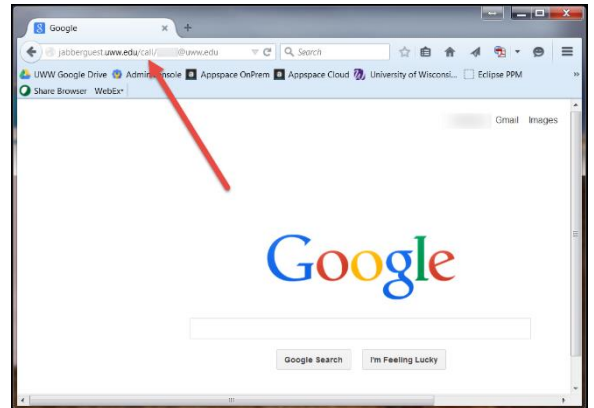 Google
jabberguest.uww.edu/call/ @uww.edu
Search
UWW Google Drive Admin Console Appspace OnPrem Appspace Cloud University of Wisconsi... Eclipse PPM »
Share Browser WebEx
Gmail Images
Google
Google Search I'm Feeling Lucky